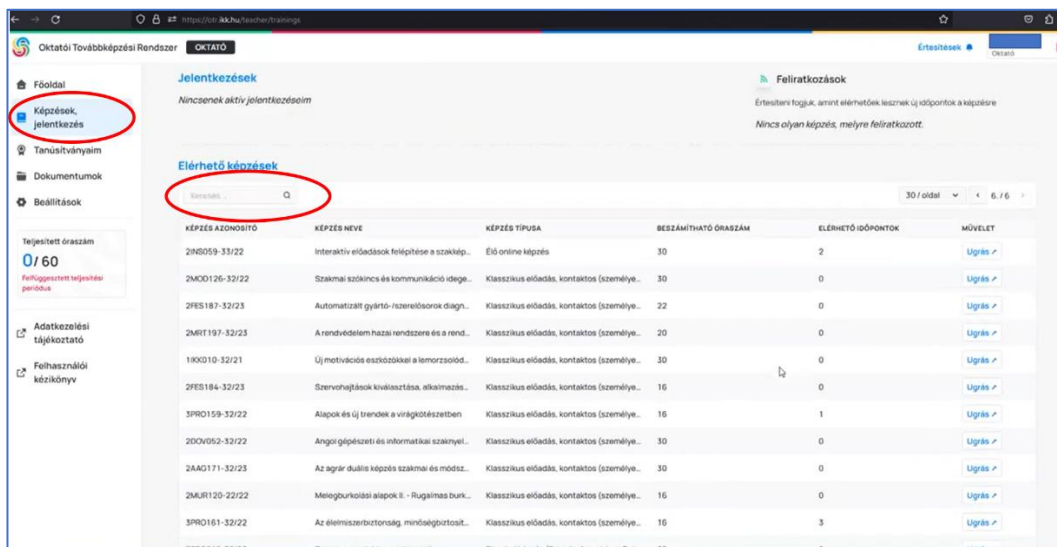 https://otr.ikk.hu/teacher/trainings
Oktatói Továbbképzési Rendszer OKTATÓ
Értesítések
Oktató
Főoldal
Képzések, jelentkezés
Tanúsítványaim
Dokumentumok
Beállítások
Teljesített óraszám
0/ 60
Felfüggesztett teljesítési periódus
Adatkezelési tájékoztató
Felhasználói kézikönyv
Jelentkezések
Nincsenek aktív jelentkezéseim
Feliratkozások
Értesíteni fogjuk, amint elérhetőek lesznek új időpontok a képzésre
Nincs olyan képzés, melyre feliratkozott.
Elérhető képzések
Keresés ...
30 / oldal < 6 / 6 >
KÉPZÉS AZONOSÍTÓ KÉPZÉS NEVE KÉPZÉS TÍPUSA BESZÁMÍTHATÓ ÓRASZÁM ELÉRHETŐ IDŐPONTOK MŰVELET
2INS059-33/22 Interaktív előadások felépítése a szakkép... Élő online képzés 30 2 Ugrás
2MOD126-32/22 Szakmai szókincs és kommunikáció idege... Klasszikus előadás, kontaktos (személye... 30 0 Ugrás
2FES187-32/23 Automatizált gyártó-/szerelősorok diagn... Klasszikus előadás, kontaktos (személye... 22 0 Ugrás
2MRT197-32/23 A rendvédelem hazai rendszere és a rend... Klasszikus előadás, kontaktos (személye... 20 0 Ugrás
1IKK010-32/21 Új motivációs eszközökkel a lemorzsolód... Klasszikus előadás, kontaktos (személye... 30 0 Ugrás
2FES184-32/23 Szervohajtások kiválasztása, alkalmazás... Klasszikus előadás, kontaktos (személye... 16 0 Ugrás
3PRO159-32/22 Alapok és új trendek a virágkötészetben Klasszikus előadás, kontaktos (személye... 16 1 Ugrás
2DOV052-32/22 Angol gépészeti és informatikai szaknyel... Klasszikus előadás, kontaktos (személye... 30 0 Ugrás
2AAG171-32/23 Az agrár duális képzés szakmai és módsz... Klasszikus előadás, kontaktos (személye... 30 0 Ugrás
2MUR120-22/22 Melegburkolási alapok II. - Rugalmas burk... Klasszikus előadás, kontaktos (személye... 16 0 Ugrás
3PRO161-32/22 Az élelmiszerbiztonság, minőségbiztosít... Klasszikus előadás, kontaktos (személye... 16 3 Ugrás